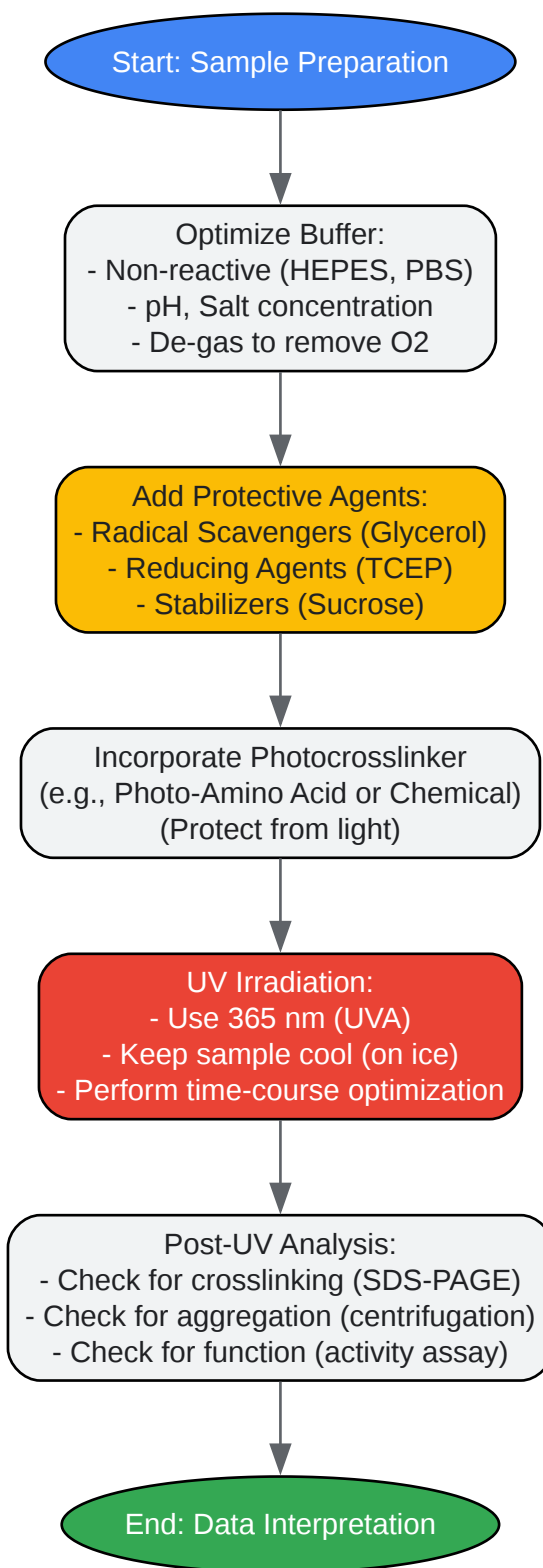 Start: Sample Preparation
Optimize Buffer:
- Non-reactive (HEPES, PBS)
- pH, Salt concentration
- De-gas to remove O2
Add Protective Agents:
- Radical Scavengers (Glycerol)
- Reducing Agents (TCEP)
- Stabilizers (Sucrose)
Incorporate Photocrosslinker
(e.g., Photo-Amino Acid or Chemical)
(Protect from light)
UV Irradiation:
- Use 365 nm (UVA)
- Keep sample cool (on ice)
- Perform time-course optimization
Post-UV Analysis:
- Check for crosslinking (SDS-PAGE)
- Check for aggregation (centrifugation)
- Check for function (activity assay)
End: Data Interpretation